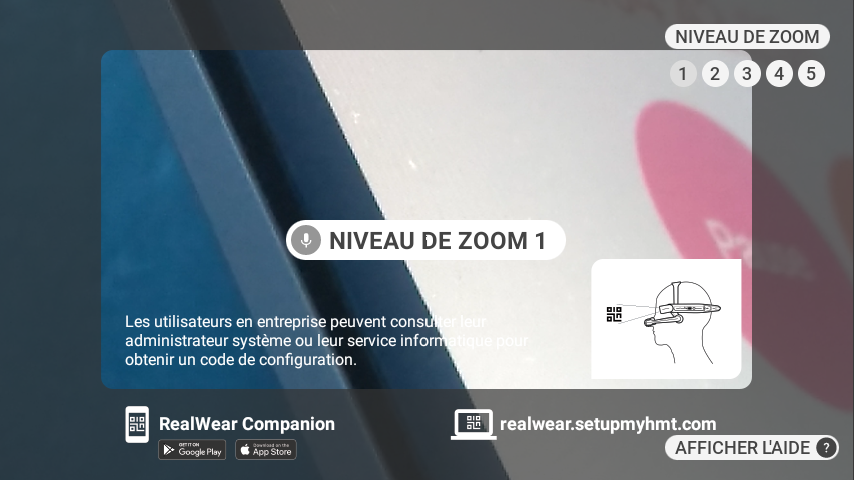 NIVEAU DE ZOOM
1 2 3 4 5
NIVEAU DE ZOOM 1
Les utilisateurs en entreprise peuvent consulter leur
administrateur système ou leur service informatique pour
obtenir un code de configuration.
RealWear Companion
realwear.setupmyhmt.com
GET IT ON
Google Play
Download on the
App Store
AFFICHER L'AIDE ?